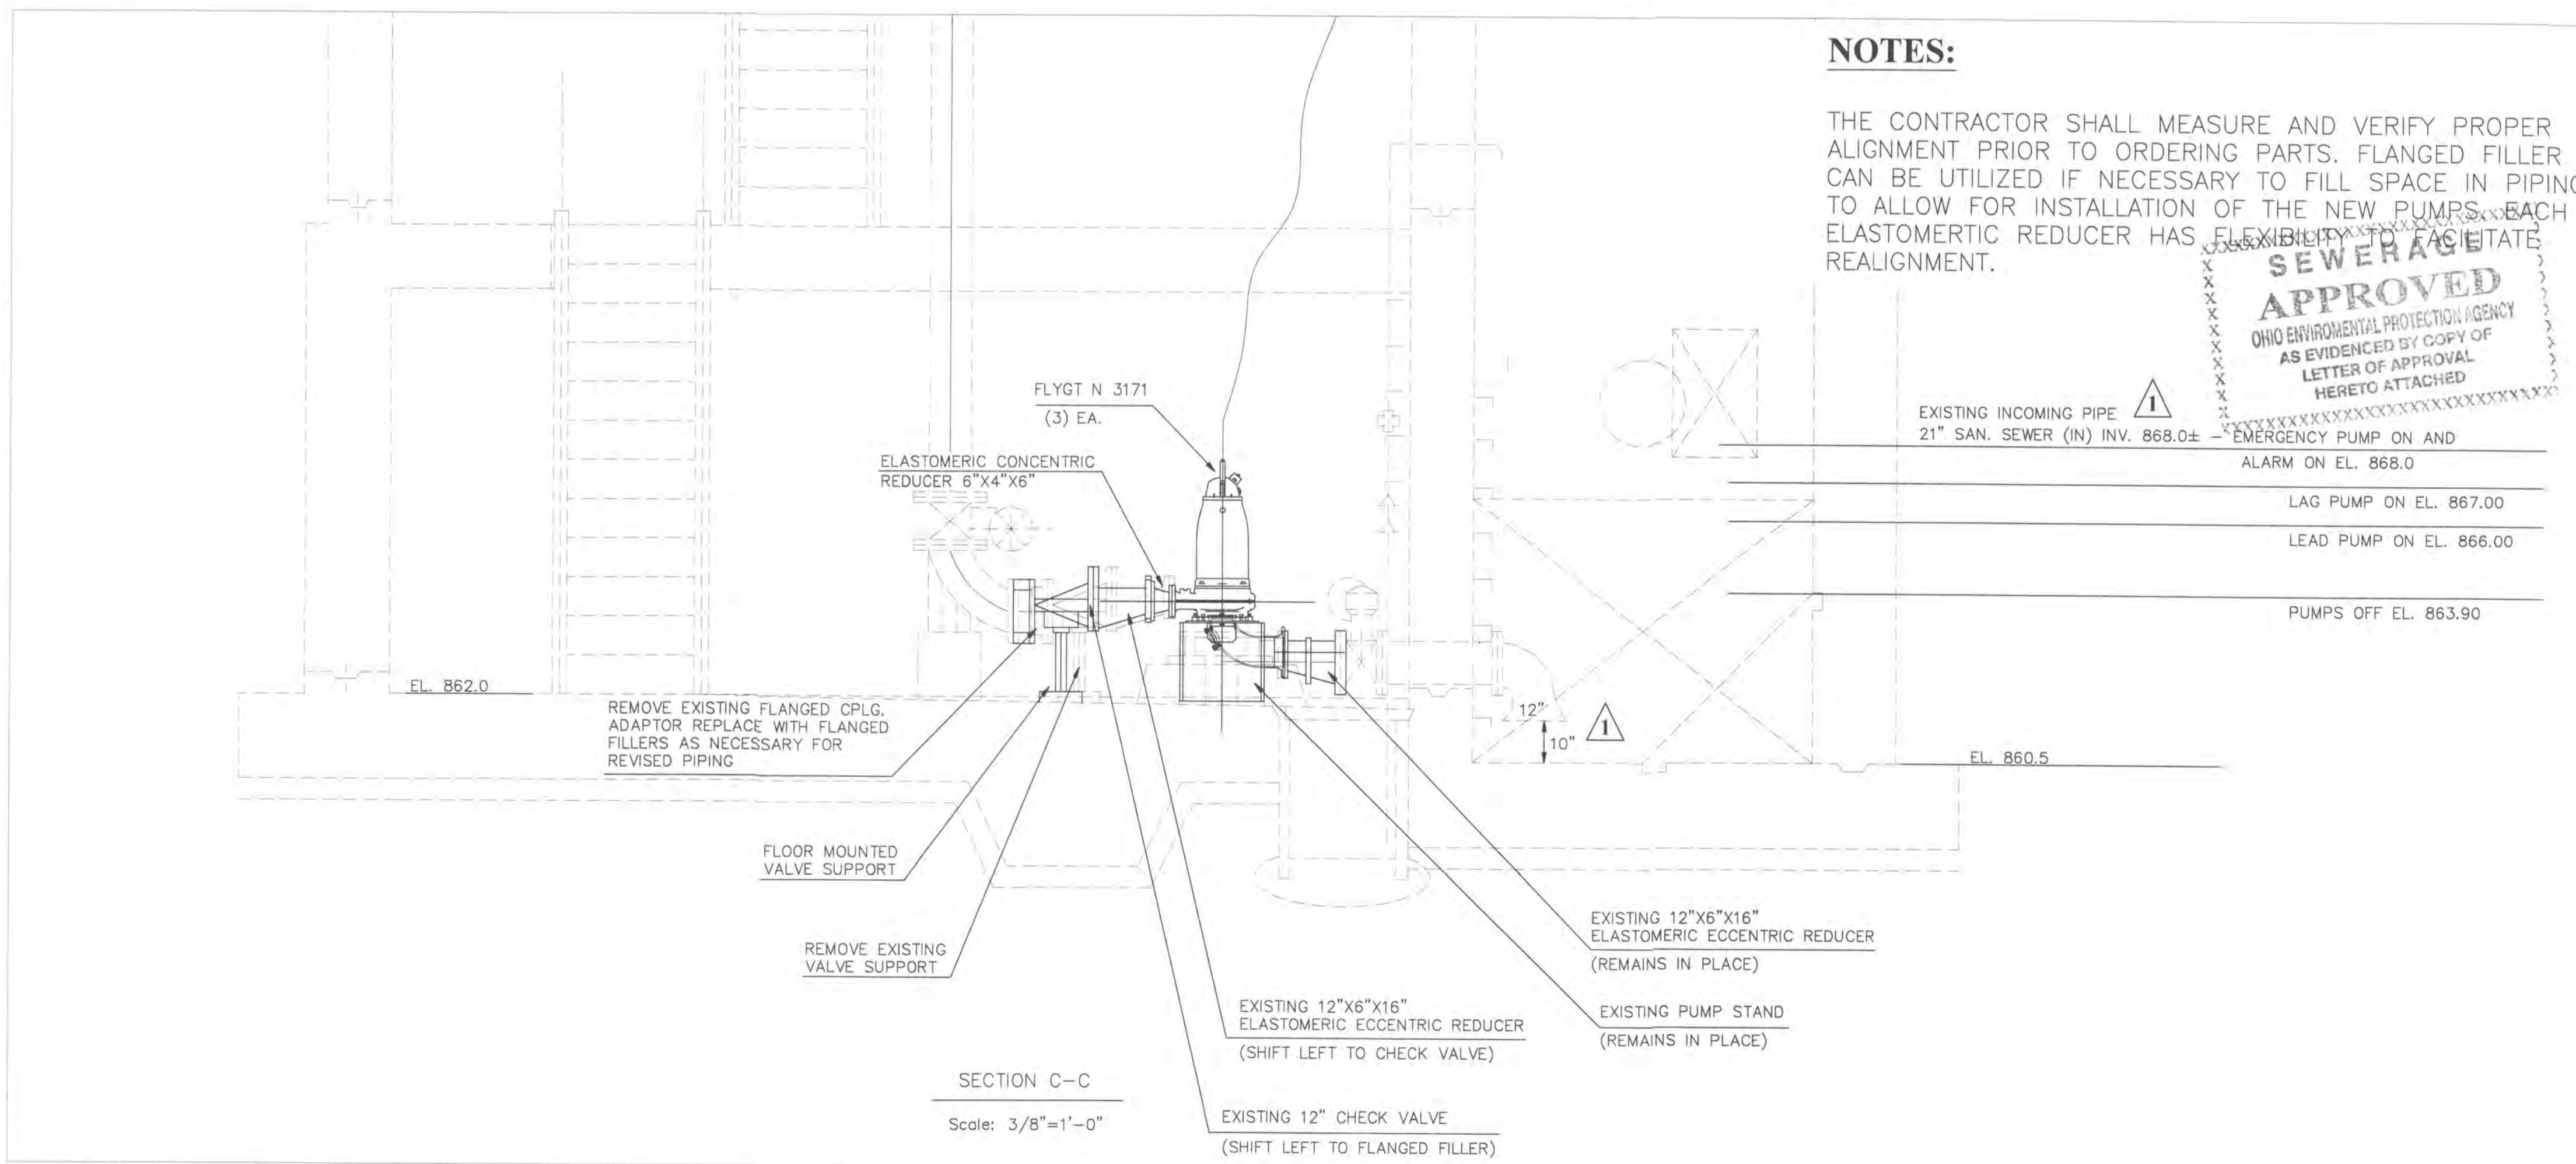 NOTES:
THE CONTRACTOR SHALL MEASURE AND VERIFY PROPER
ALIGNMENT PRIOR TO ORDERING PARTS. FLANGED FILLER
CAN BE UTILIZED IF NECESSARY TO FILL SPACE IN PIPING
TO ALLOW FOR INSTALLATION OF THE NEW PUMPS. EACH
ELASTOMERTIC REDUCER HAS FLEXIBILITY TO FACILITATE
REALIGNMENT.
SEWERAGE
APPROVED
OHIO ENVIROMENTAL PROTECTION AGENCY
AS EVIDENCED BY COPY OF
LETTER OF APPROVAL
HERETO ATTACHED
FLYGT N 3171
(3) EA.
ELASTOMERIC CONCENTRIC
REDUCER 6"X4"X6"
EXISTING INCOMING PIPE 1
21" SAN. SEWER (IN) INV. 868.0± - EMERGENCY PUMP ON AND
ALARM ON EL. 868.0
LAG PUMP ON EL. 867.00
LEAD PUMP ON EL. 866.00
PUMPS OFF EL. 863.90
EL. 862.0
REMOVE EXISTING FLANGED CPLG.
ADAPTOR REPLACE WITH FLANGED
FILLERS AS NECESSARY FOR
REVISED PIPING
12"
10" 1
EL. 860.5
FLOOR MOUNTED
VALVE SUPPORT
REMOVE EXISTING
VALVE SUPPORT
EXISTING 12"X6"X16"
ELASTOMERIC ECCENTRIC REDUCER
(REMAINS IN PLACE)
EXISTING 12"X6"X16"
ELASTOMERIC ECCENTRIC REDUCER
(SHIFT LEFT TO CHECK VALVE)
EXISTING PUMP STAND
(REMAINS IN PLACE)
SECTION C-C
Scale: 3/8"=1'-0"
EXISTING 12" CHECK VALVE
(SHIFT LEFT TO FLANGED FILLER)